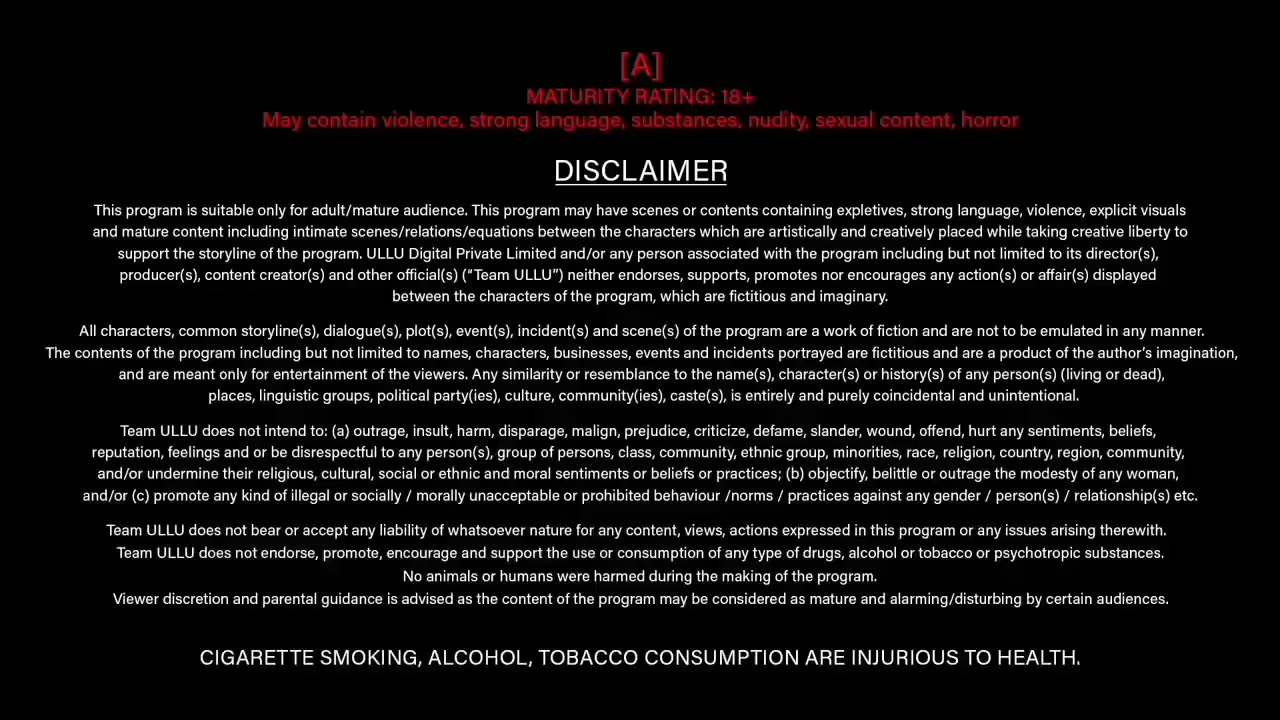 [A]
MATURITY RATING: 18+
May contain violence, strong language, substances, nudity, sexual content, horror
DISCLAIMER
This program is suitable only for adult/mature audience. This program may have scenes or contents containing expletives, strong language, violence, explicit visuals
and mature content including intimate scenes/relations/equations between the characters which are artistically and creatively placed while taking creative liberty to
support the storyline of the program. ULLU Digital Private Limited and/or any person associated with the program including but not limited to its director(s),
producer(s), content creator(s) and other official(s) (“Team ULLU”) neither endorses, supports, promotes nor encourages any action(s) or affair(s) displayed
between the characters of the program, which are fictitious and imaginary.
All characters, common storyline(s), dialogue(s), plot(s), event(s), incident(s) and scene(s) of the program are a work of fiction and are not to be emulated in any manner.
The contents of the program including but not limited to names, characters, businesses, events and incidents portrayed are fictitious and are a product of the author’s imagination,
and are meant only for entertainment of the viewers. Any similarity or resemblance to the name(s), character(s) or history(s) of any person(s) (living or dead),
places, linguistic groups, political party(ies), culture, community(ies), caste(s), is entirely and purely coincidental and unintentional.
Team ULLU does not intend to: (a) outrage, insult, harm, disparage, malign, prejudice, criticize, defame, slander, wound, offend, hurt any sentiments, beliefs,
reputation, feelings and or be disrespectful to any person(s), group of persons, class, community, ethnic group, minorities, race, religion, country, region, community,
and/or undermine their religious, cultural, social or ethnic and moral sentiments or beliefs or practices; (b) objectify, belittle or outrage the modesty of any woman,
and/or (c) promote any kind of illegal or socially / morally unacceptable or prohibited behaviour /norms / practices against any gender / person(s) / relationship(s) etc.
Team ULLU does not bear or accept any liability of whatsoever nature for any content, views, actions expressed in this program or any issues arising therewith.
Team ULLU does not endorse, promote, encourage and support the use or consumption of any type of drugs, alcohol or tobacco or psychotropic substances.
No animals or humans were harmed during the making of the program.
Viewer discretion and parental guidance is advised as the content of the program may be considered as mature and alarming/disturbing by certain audiences.
CIGARETTE SMOKING, ALCOHOL, TOBACCO CONSUMPTION ARE INJURIOUS TO HEALTH.